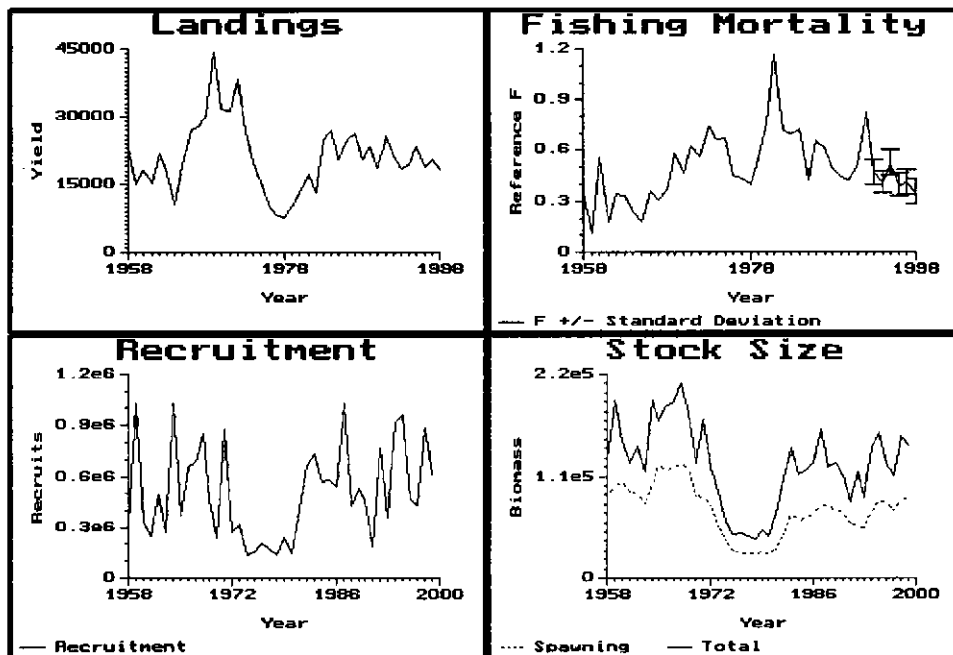 Landings
45000
30000
15000
0
Yield
1958
1978
1998
Year
Fishing Mortality
1.2
0.9
0.6
0.3
0
Reference F
1958
1978
1998
Year
F +/- Standard Deviation
Recruitment
1.2e6
0.9e6
0.6e6
0.3e6
0
Recruits
1958
1972
1986
2000
Year
Recruitment
Stock Size
2.2e5
1.1e5
0
Biomass
1958
1972
1986
2000
Year
Spawning
Total